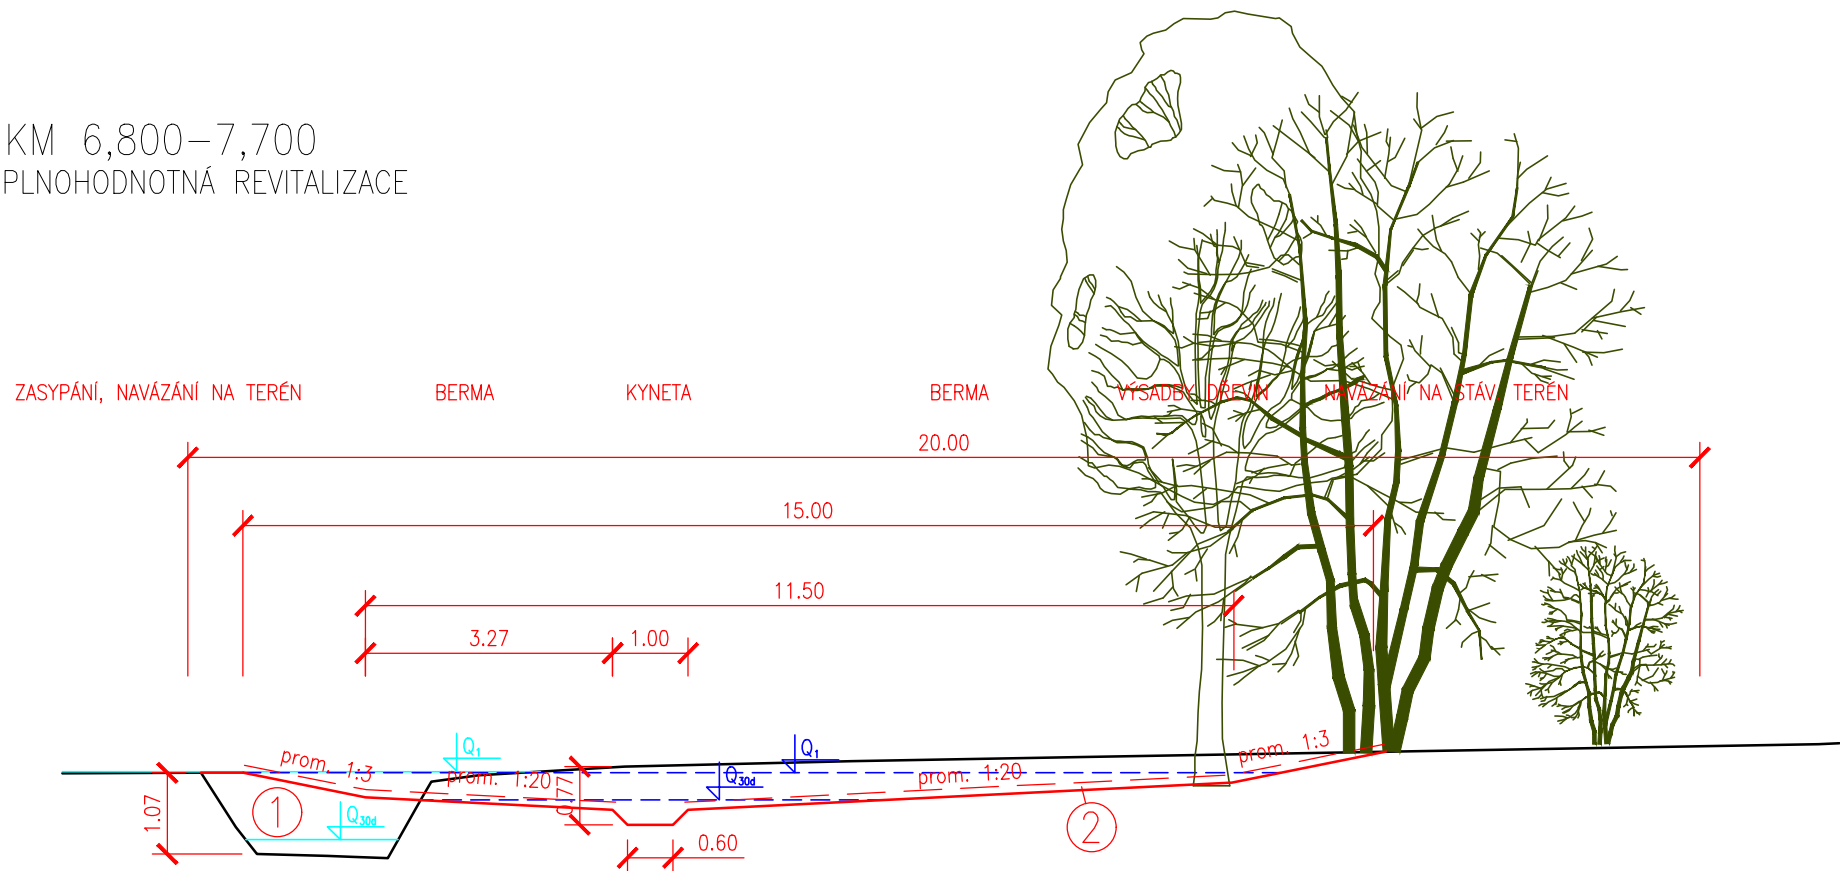 KM 6,800-7,700
PLNOHODNOTNÁ REVITALIZACE
ZASYPÁNÍ, NAVÁZÁNÍ NA TERÉN
BERMA
KYNETA
BERMA
VÝSADBY DŘEVIN
NAVÁZÁNÍ NA STÁV. TERÉN
20.00
15.00
11.50
3.27
1.00
Q1
Q1
prom. 1:3
prom. 1:20
Q30d
prom. 1:20
prom. 1:3
0.77
1.07
1
Q30d
2
0.60